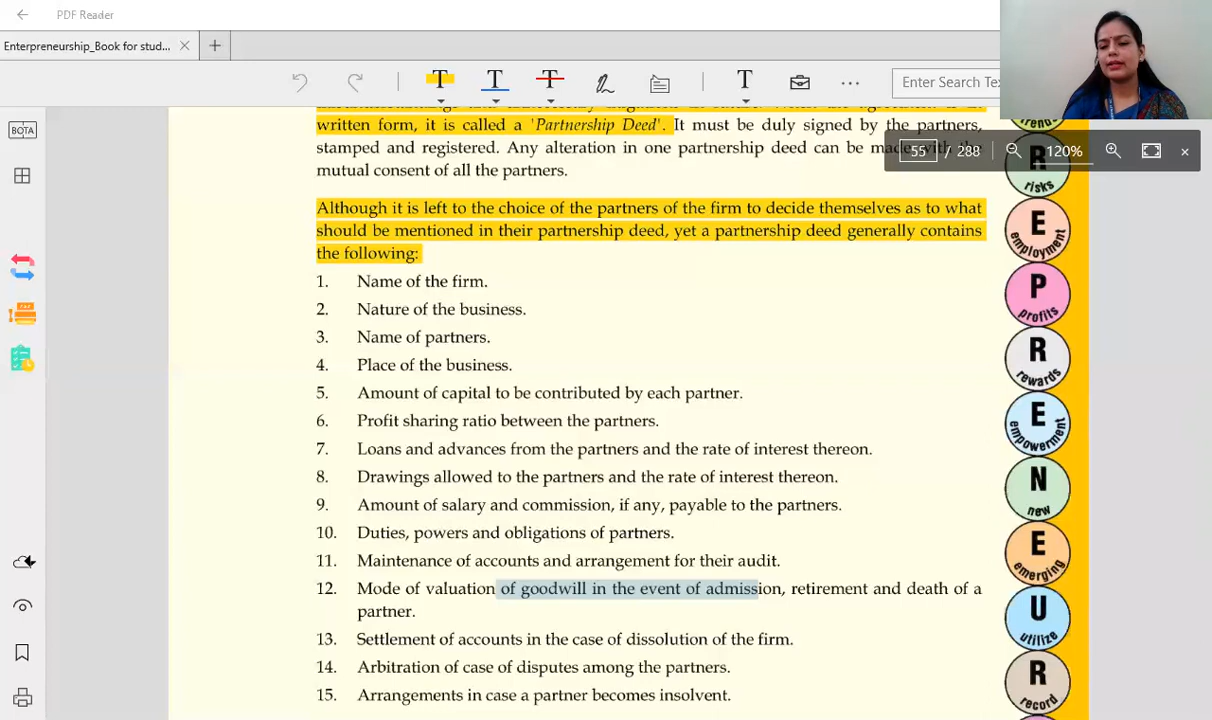 PDF Reader
Enterpreneurship_Book for stud...
T T T T
Enter Search Tex
BOTA
55 / 288 120%
written form, it is called a 'Partnership Deed'. It must be duly signed by the partners,
stamped and registered. Any alteration in one partnership deed can be made with the
mutual consent of all the partners.
Although it is left to the choice of the partners of the firm to decide themselves as to what
should be mentioned in their partnership deed, yet a partnership deed generally contains
the following:
1. Name of the firm.
2. Nature of the business.
3. Name of partners.
4. Place of the business.
5. Amount of capital to be contributed by each partner.
6. Profit sharing ratio between the partners.
7. Loans and advances from the partners and the rate of interest thereon.
8. Drawings allowed to the partners and the rate of interest thereon.
9. Amount of salary and commission, if any, payable to the partners.
10. Duties, powers and obligations of partners.
11. Maintenance of accounts and arrangement for their audit.
12. Mode of valuation of goodwill in the event of admission, retirement and death of a
partner.
13. Settlement of accounts in the case of dissolution of the firm.
14. Arbitration of case of disputes among the partners.
15. Arrangements in case a partner becomes insolvent.
trends
R
risks
E
employment
P
profits
R
rewards
E
empowerment
N
new
E
emerging
U
utilize
R
record